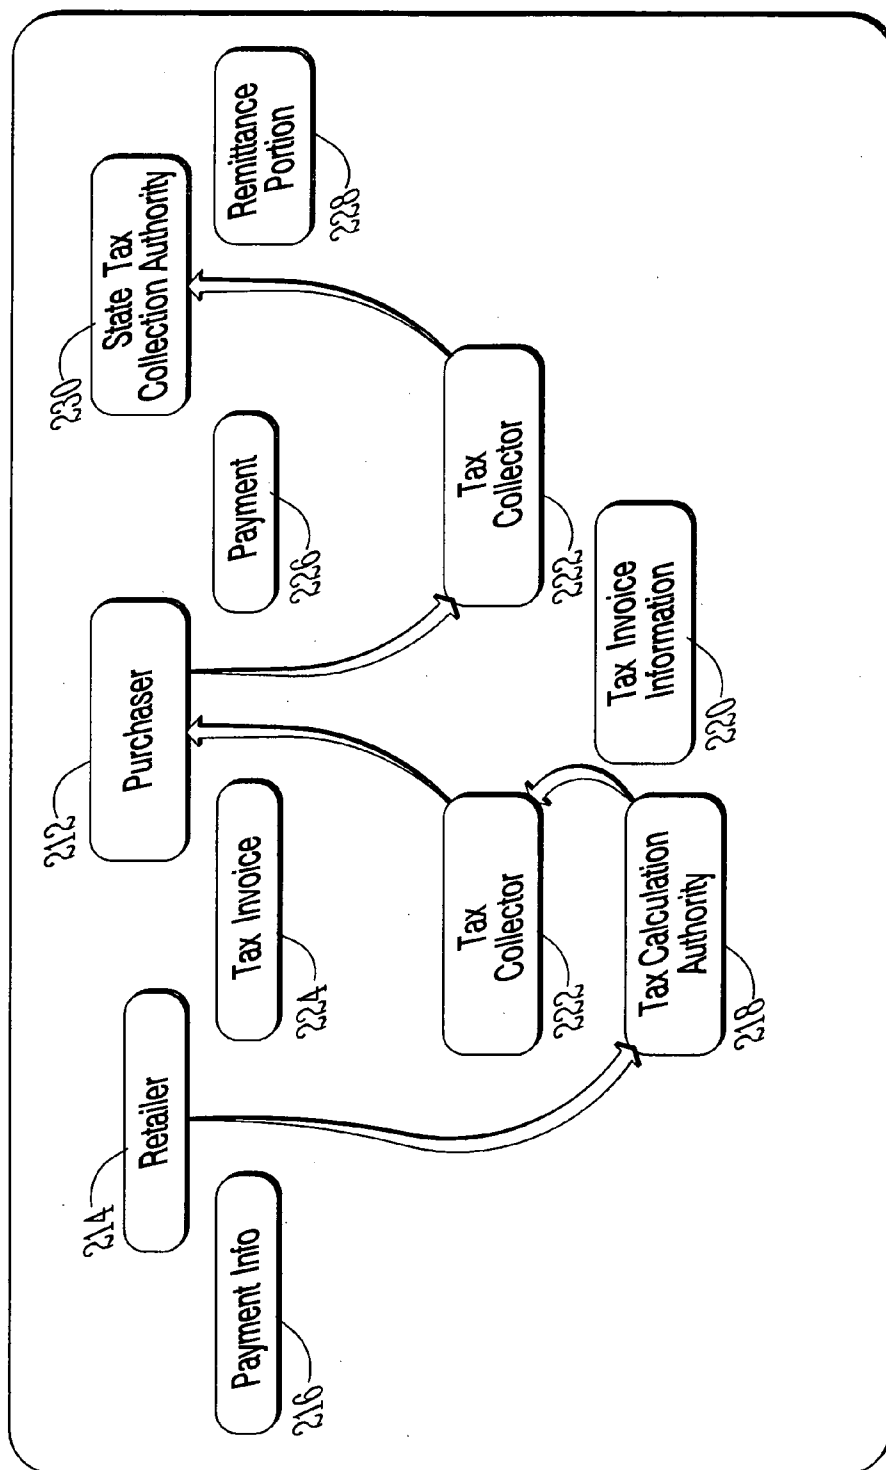 214
Retailer
212
Purchaser
230
State Tax
Collection Authority
Payment Info
216
Tax Invoice
224
Payment
226
Remittance
Portion
228
Tax
Collector
222
Tax
Collector
222
Tax Calculation
Authority
218
Tax Invoice
Information
220